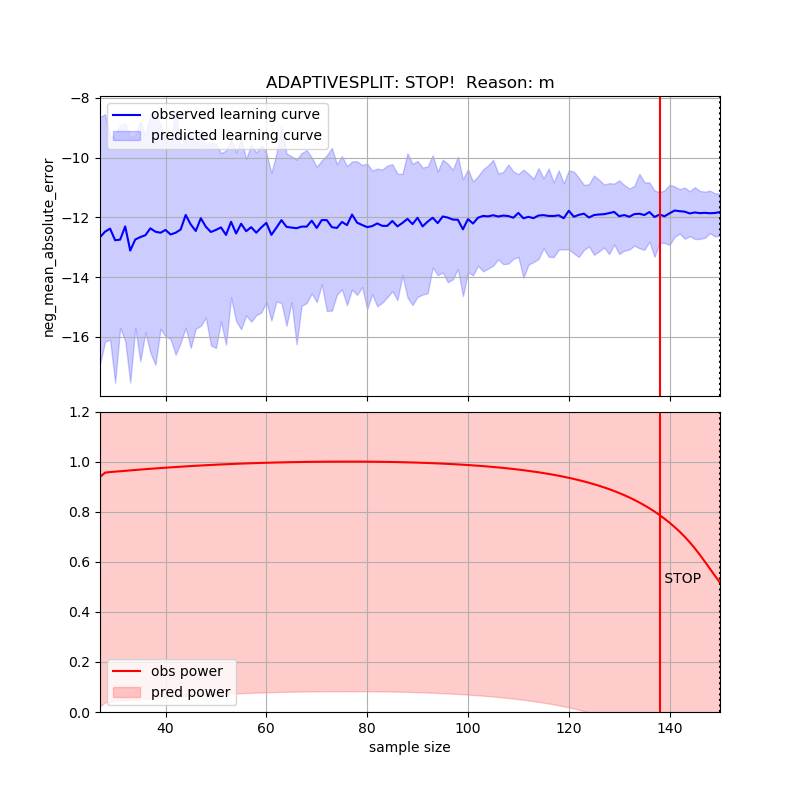 ADAPTIVESPLIT: STOP!  Reason: m
observed learning curve
predicted learning curve
neg_mean_absolute_error
−8
−10
−12
−14
−16
1.2
1.0
0.8
0.6
0.4
0.2
0.0
STOP
obs power
pred power
40 60 80 100 120 140
sample size